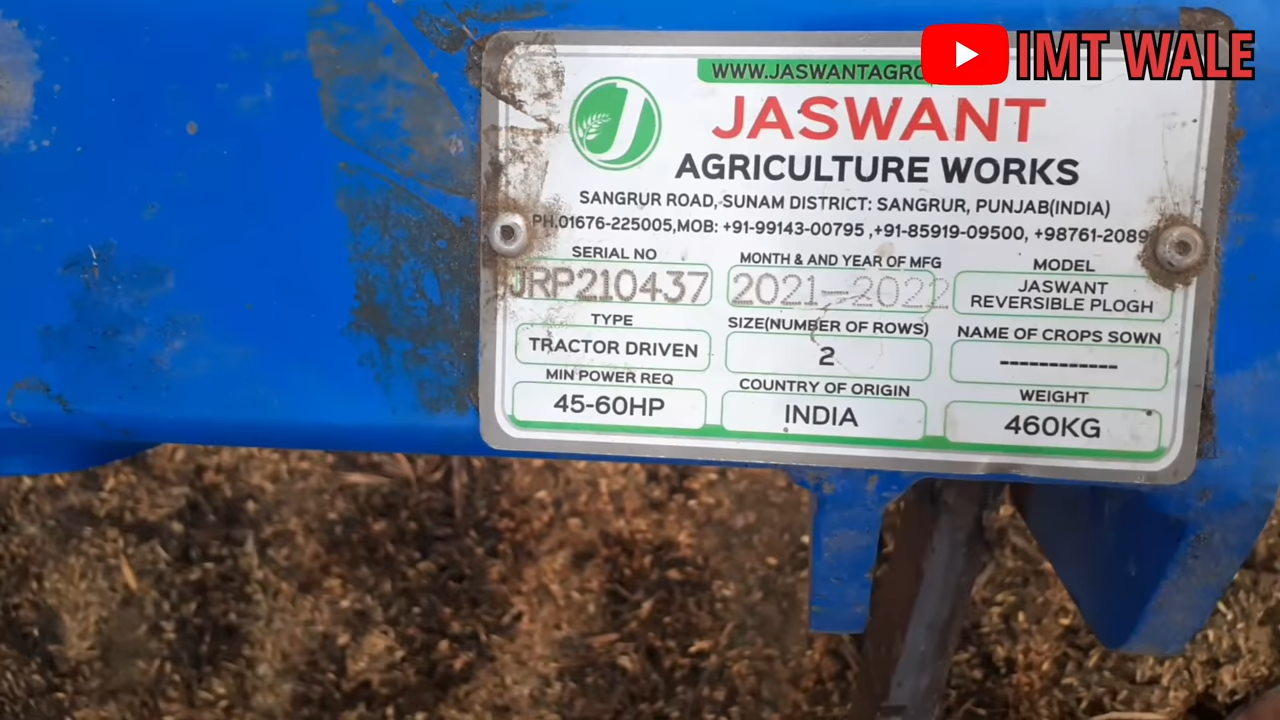 IMT WALE
WWW.JASWANTAGRO
JASWANT
AGRICULTURE WORKS
SANGRUR ROAD, SUNAM DISTRICT: SANGRUR, PUNJAB(INDIA)
PH.01676-225005,MOB: +91-99143-00795 ,+91-85919-09500, +98761-2089
SERIAL NO
JRP210437
MONTH & AND YEAR OF MFG
2021-2022
MODEL
JASWANT
REVERSIBLE PLOGH
TYPE
TRACTOR DRIVEN
SIZE(NUMBER OF ROWS)
2
NAME OF CROPS SOWN
------------
MIN POWER REQ
45-60HP
COUNTRY OF ORIGIN
INDIA
WEIGHT
460KG